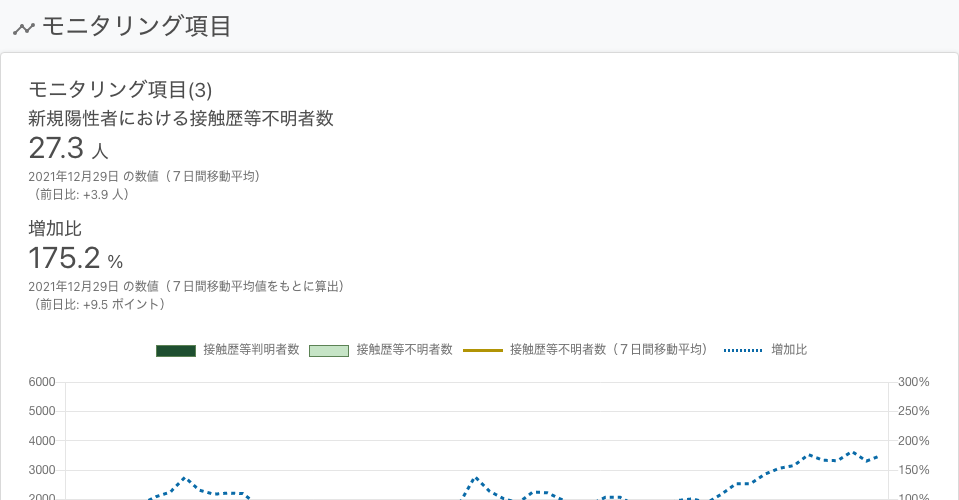 モニタリング項目
モニタリング項目(3)
新規陽性者における接触歴等不明者数
27.3 人
2021年12月29日 の数値（７日間移動平均）
（前日比: +3.9 人）
増加比
175.2 %
2021年12月29日 の数値（７日間移動平均値をもとに算出）
（前日比: +9.5 ポイント）
接触歴等判明者数 接触歴等不明者数 接触歴等不明者数（７日間移動平均） 増加比
6000 300%
5000 250%
4000 200%
3000 150%
2000 100%